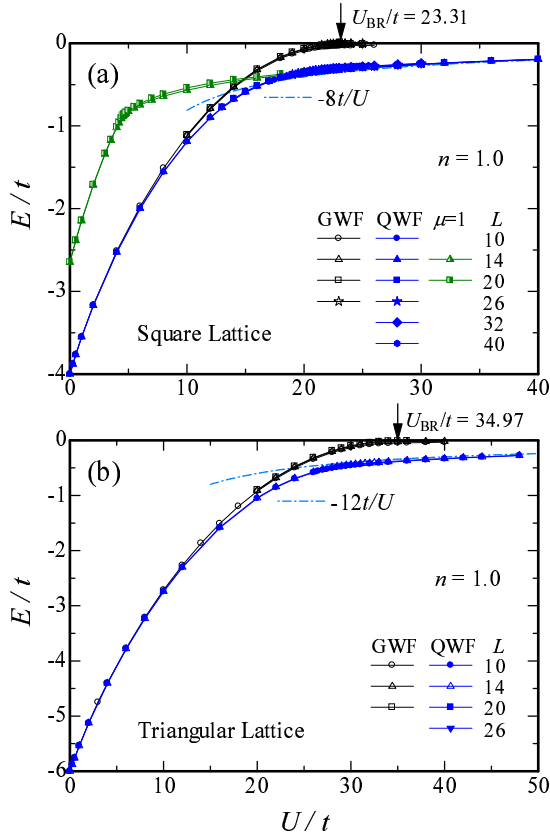 U_BR/t = 23.31
0
(a)
-8t/U
-1
n = 1.0
E / t
-2
GWF QWF μ=1 L
10
14
20
-3
26
32
Square Lattice
40
-4
0 10 20 30 40
U_BR/t = 34.97
0
(b)
-1
-12t/U
-2
n = 1.0
E / t
-3
GWF QWF L
-4
10
14
-5
20
Triangular Lattice
26
-6
0 10 20 30 40 50
U / t